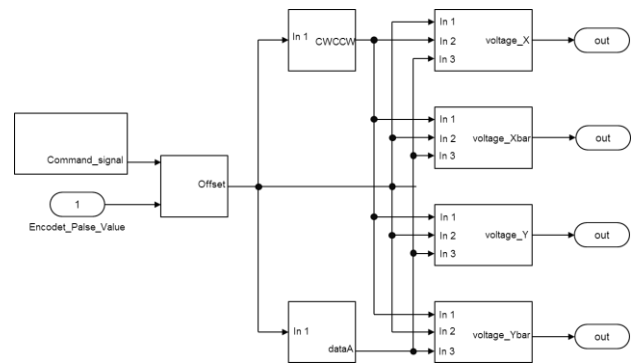 In 1
CWCCW
In 1
In 2
In 3
voltage_X
out
In 1
In 2
In 3
voltage_Xbar
out
Command_signal
Offset
1
Encodet_Palse_Value
In 1
In 2
In 3
voltage_Y
out
In 1
dataA
In 1
In 2
In 3
voltage_Ybar
out